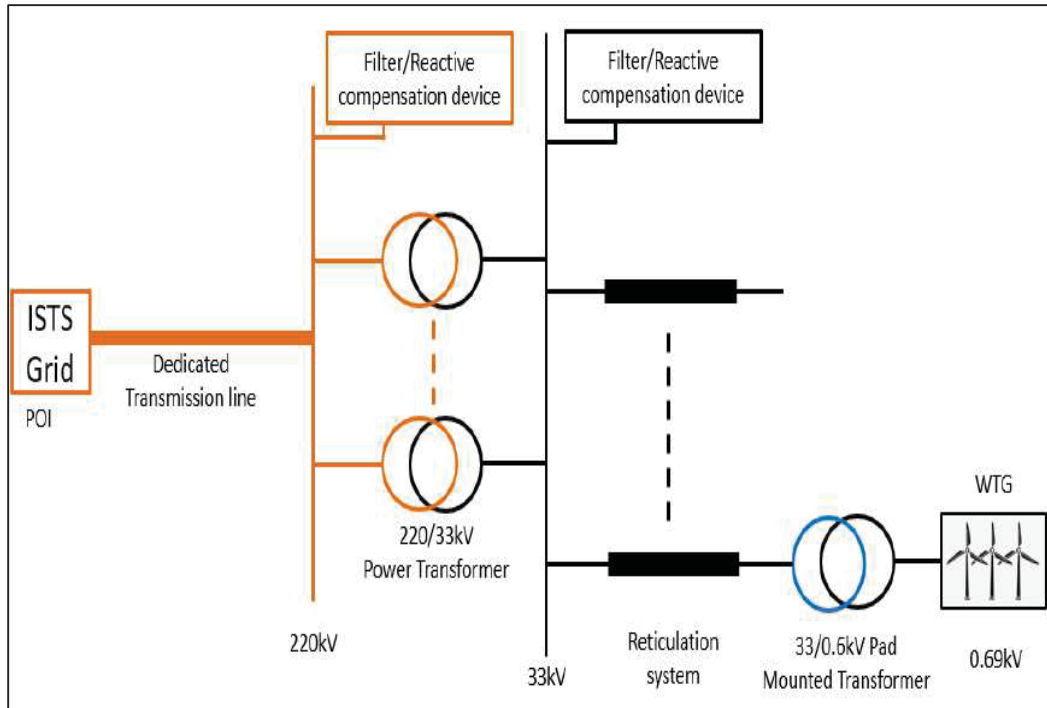 Filter/Reactive
compensation device
Filter/Reactive
compensation device
ISTS
Grid
POI
Dedicated
Transmission line
220/33kV
Power Transformer
WTG
220kV
33kV
Reticulation
system
33/0.6kV Pad
Mounted Transformer
0.69kV